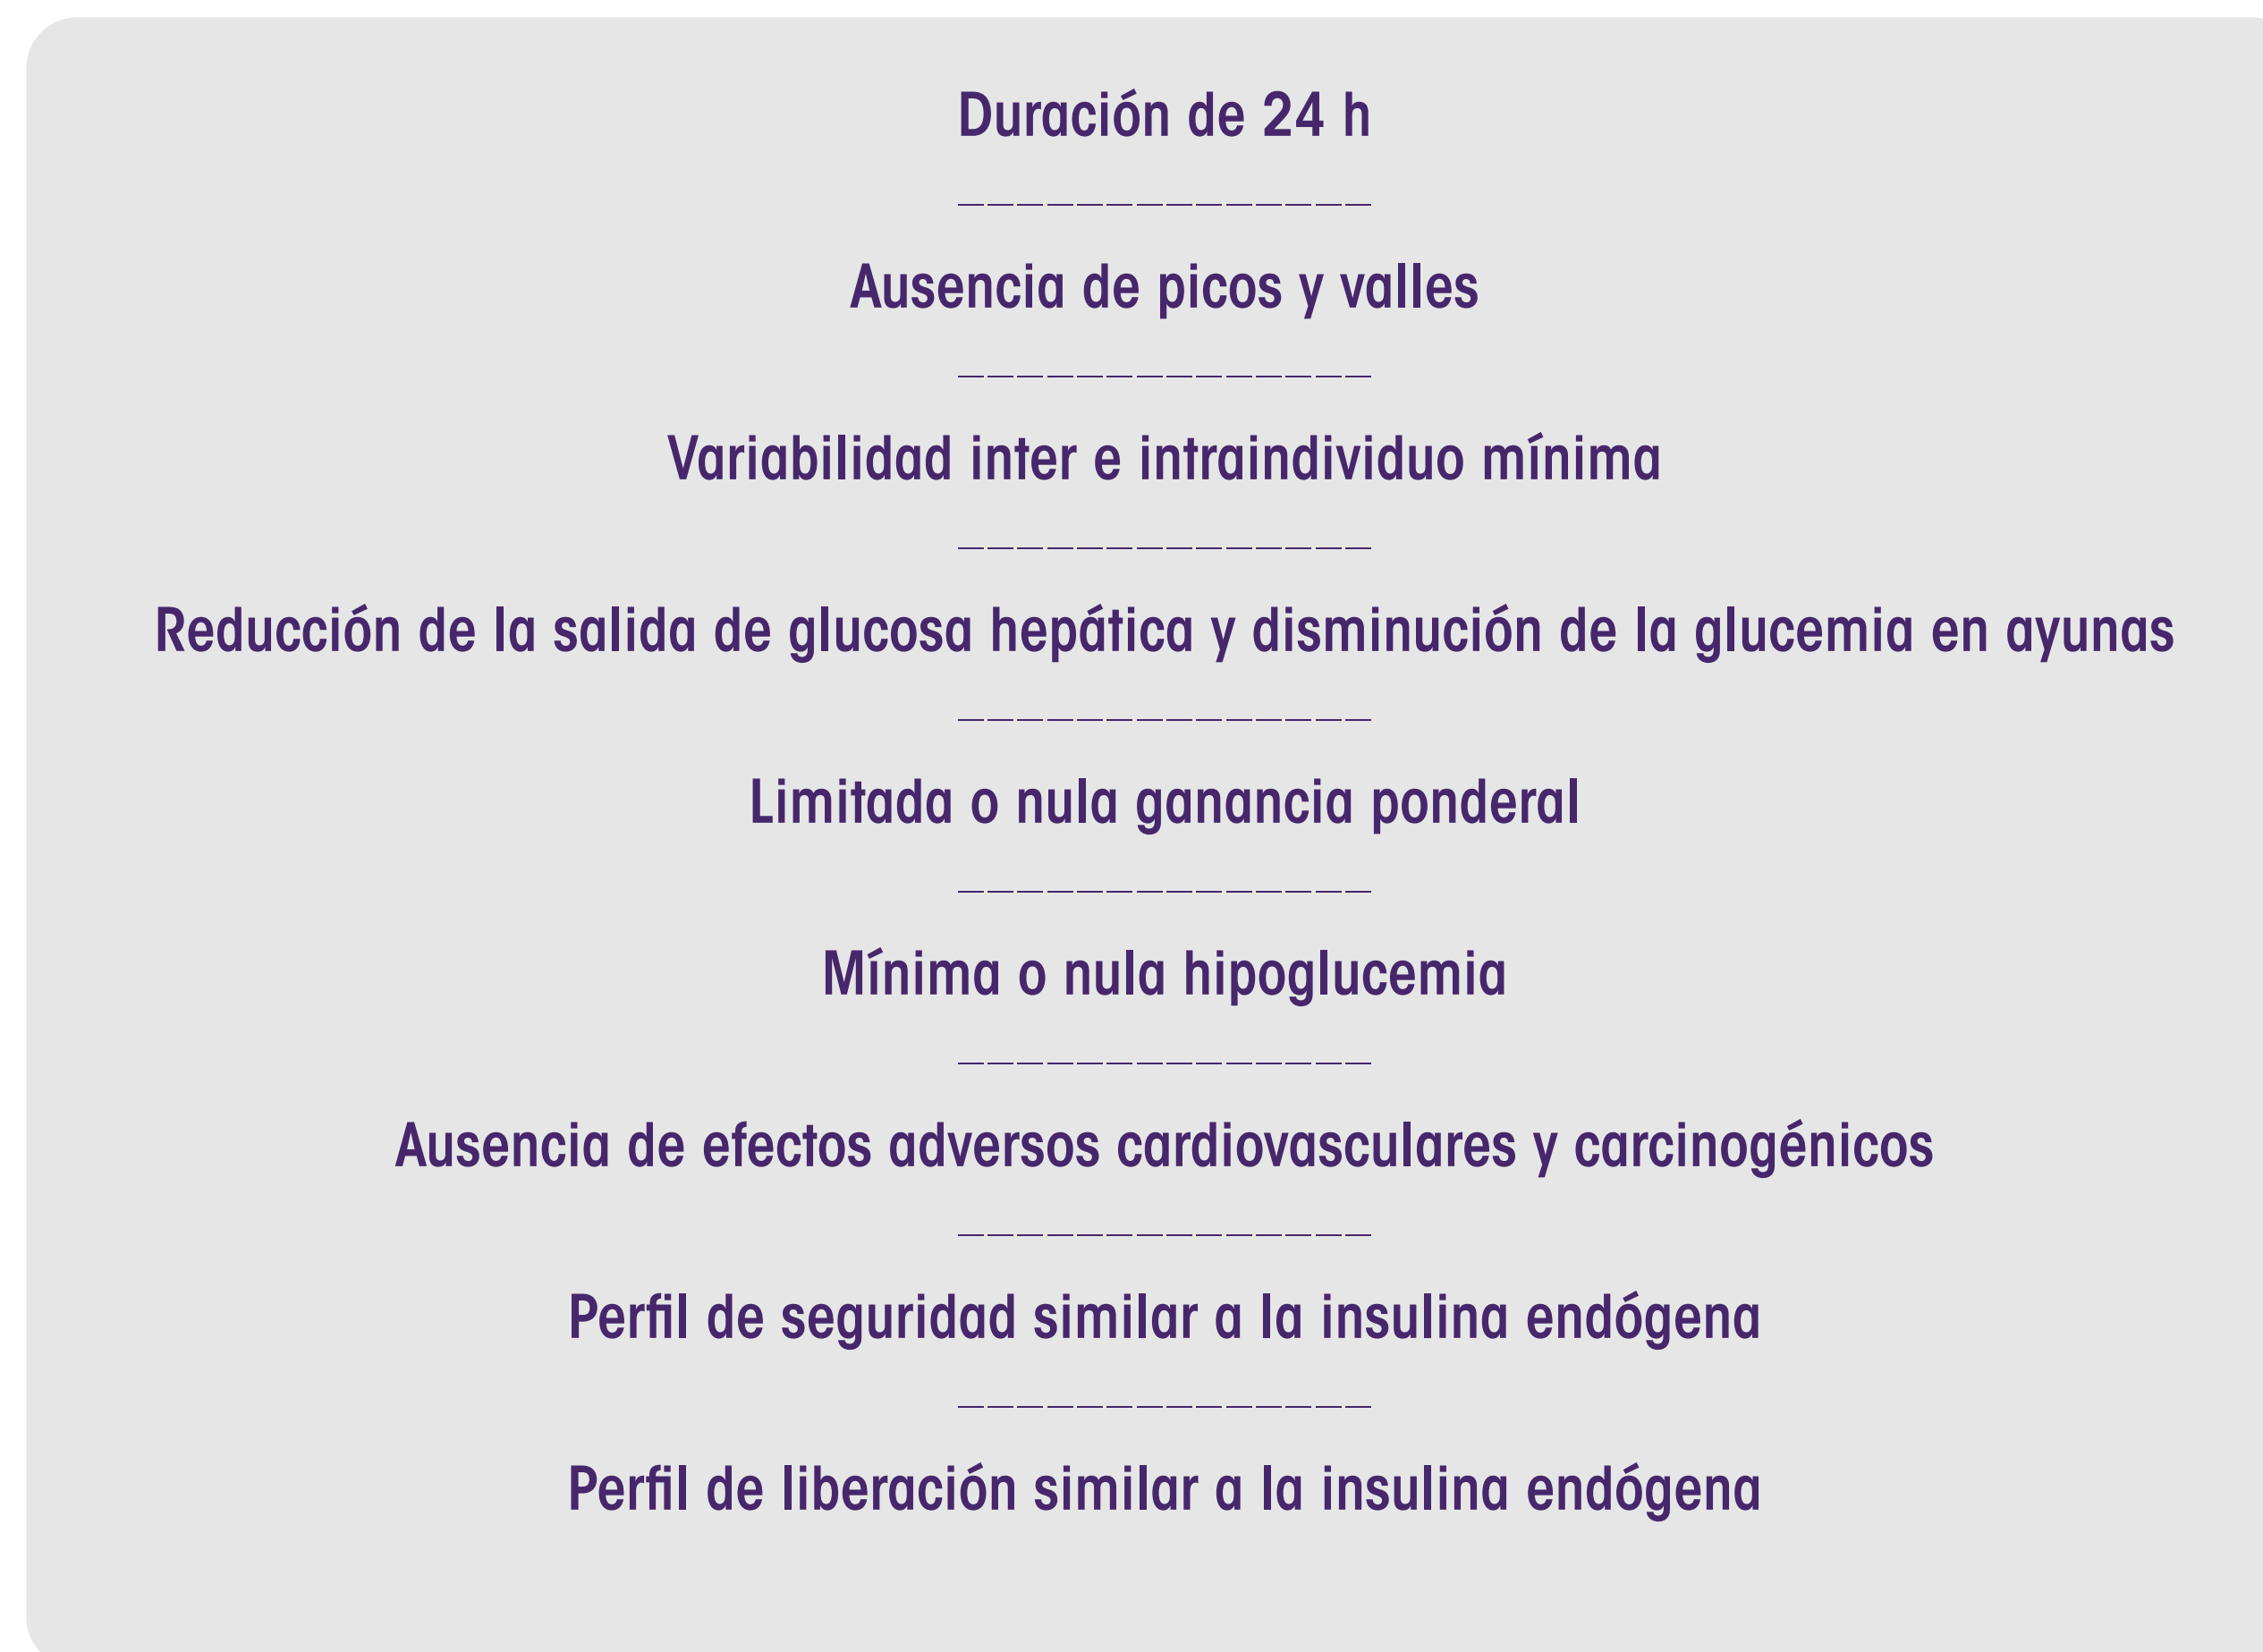 Duración de 24 h
Ausencia de picos y valles
Variabilidad inter e intraindividuo mínima
Reducción de la salida de glucosa hepática y disminución de la glucemia en ayunas
Limitada o nula ganancia ponderal
Mínima o nula hipoglucemia
Ausencia de efectos adversos cardiovasculares y carcinogénicos
Perfil de seguridad similar a la insulina endógena
Perfil de liberación similar a la insulina endógena